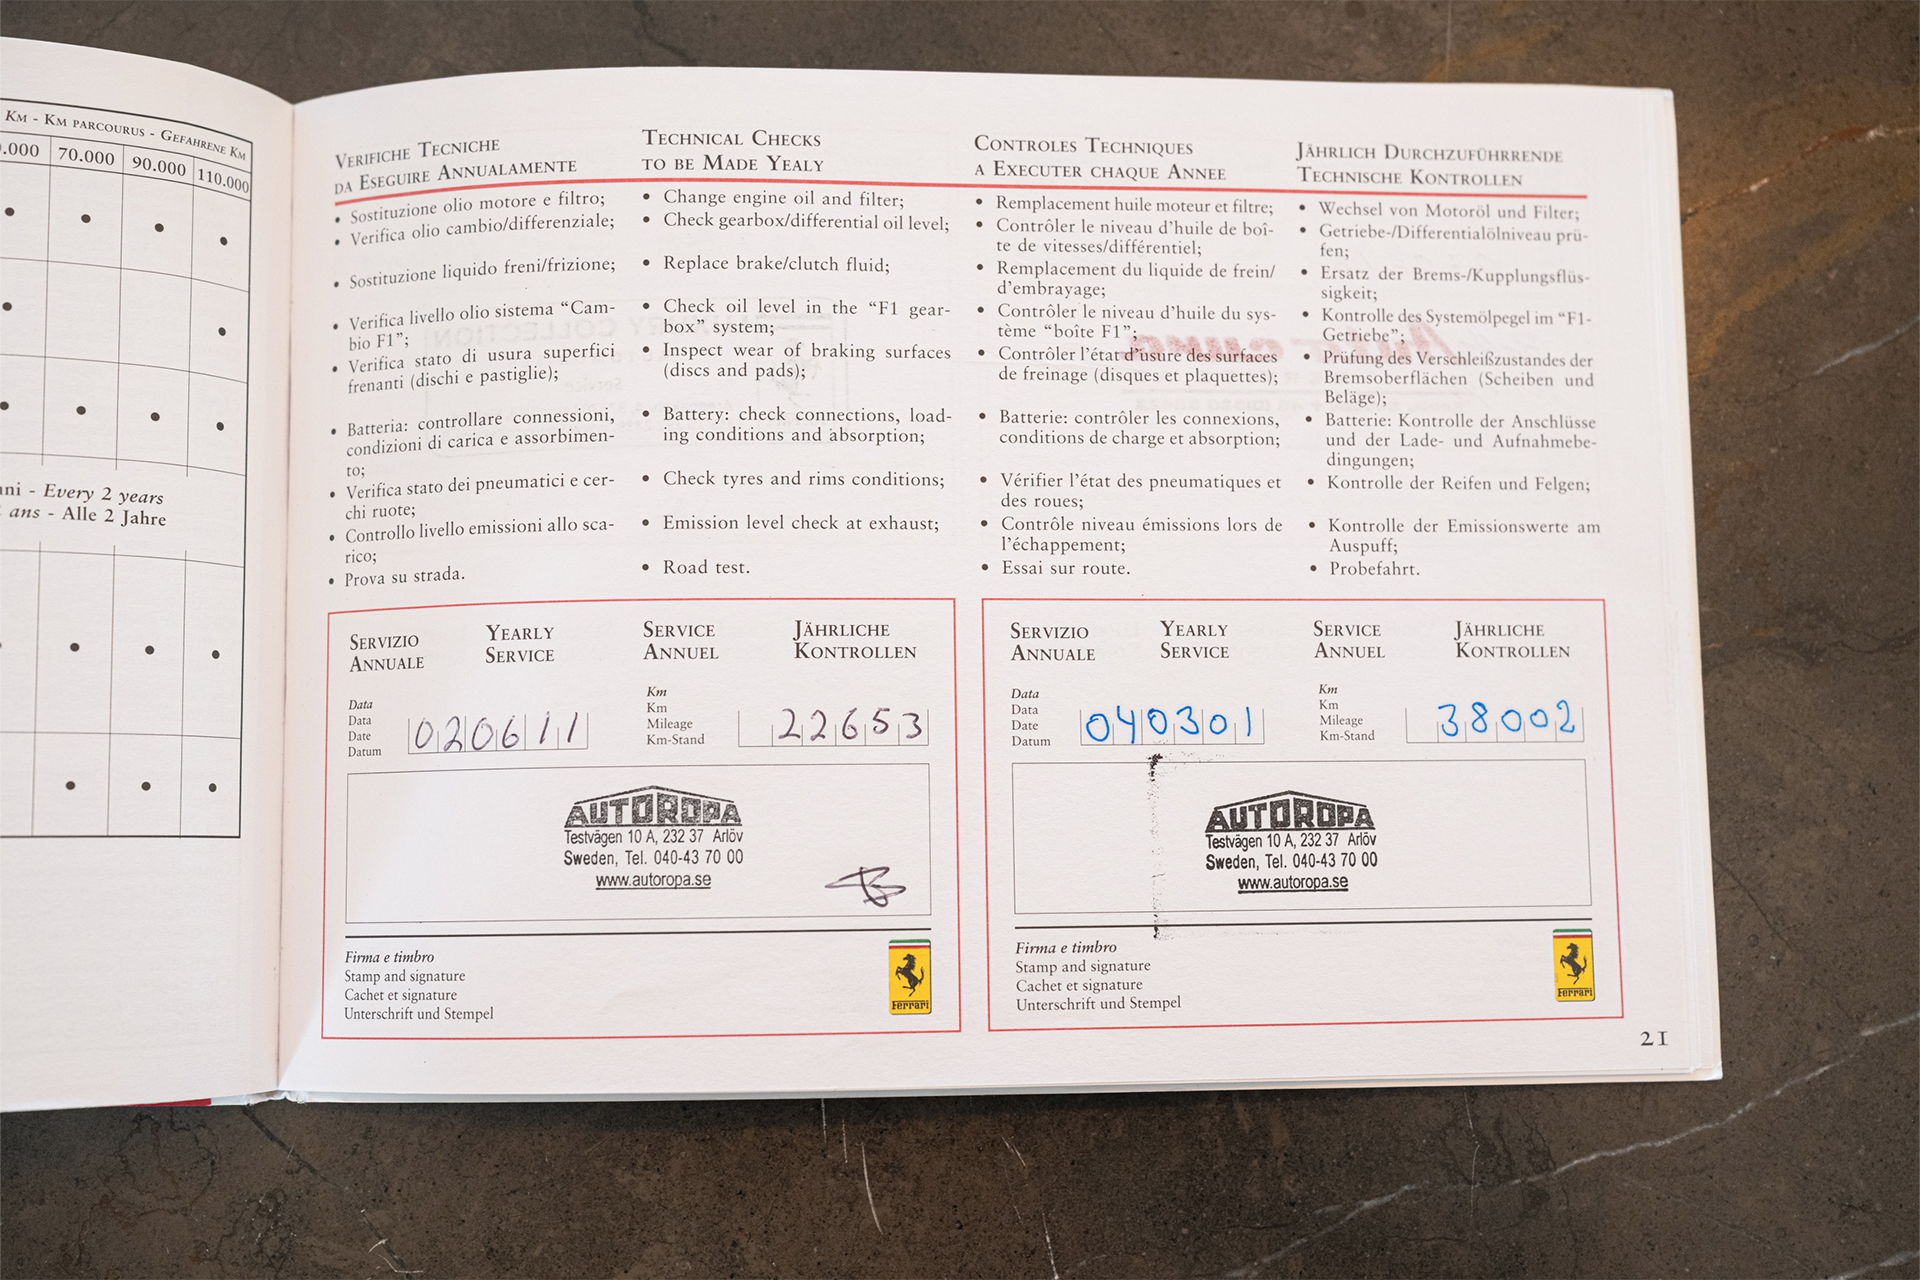 Km - Km parcourus - Gefahrene Km
.000 70.000 90.000 110.000
nni - Every 2 years
ans - Alle 2 Jahre
Verifiche Tecniche
da Eseguire Annualamente
• Sostituzione olio motore e filtro;
• Verifica olio cambio/differenziale;
• Sostituzione liquido freni/frizione;
• Verifica livello olio sistema “Cam-
bio F1”;
• Verifica stato di usura superfici
frenanti (dischi e pastiglie);
• Batteria: controllare connessioni,
condizioni di carica e assorbimen-
to;
• Verifica stato dei pneumatici e cer-
chi ruote;
• Controllo livello emissioni allo sca-
rico;
• Prova su strada.
Technical Checks
to be Made Yealy
• Change engine oil and filter;
• Check gearbox/differential oil level;
• Replace brake/clutch fluid;
• Check oil level in the “F1 gear-
box” system;
• Inspect wear of braking surfaces
(discs and pads);
• Battery: check connections, load-
ing conditions and absorption;
• Check tyres and rims conditions;
• Emission level check at exhaust;
• Road test.
Controles Techniques
a Executer chaque Annee
• Remplacement huile moteur et filtre;
• Contrôler le niveau d’huile de boî-
te de vitesses/différentiel;
• Remplacement du liquide de frein/
d’embrayage;
• Contrôler le niveau d’huile du sys-
tème “boîte F1”;
• Contrôler l’état d’usure des surfaces
de freinage (disques et plaquettes);
• Batterie: contrôler les connexions,
conditions de charge et absorption;
• Vérifier l’état des pneumatiques et
des roues;
• Contrôle niveau émissions lors de
l’échappement;
• Essai sur route.
Jährlich Durchzuführrende
Technische Kontrollen
• Wechsel von Motoröl und Filter;
• Getriebe-/Differentialölniveau prü-
fen;
• Ersatz der Brems-/Kupplungsflüs-
sigkeit;
• Kontrolle des Systemölpegel im “F1-
Getriebe”;
• Prüfung des Verschleißzustandes der
Bremsoberflächen (Scheiben und
Beläge);
• Batterie: Kontrolle der Anschlüsse
und der Lade- und Aufnahmebe-
dingungen;
• Kontrolle der Reifen und Felgen;
• Kontrolle der Emissionswerte am
Auspuff;
• Probefahrt.
Servizio Yearly Service Jährliche
Annuale Service Annuel Kontrollen
Data
Data
Date
Datum
020611
Km
Km
Mileage
Km-Stand
22653
AUTOROPA
Testvägen 10 A, 232 37 Arlöv
Sweden, Tel. 040-43 70 00
www.autoropa.se
Firma e timbro
Stamp and signature
Cachet et signature
Unterschrift und Stempel
Ferrari
Servizio Yearly Service Jährliche
Annuale Service Annuel Kontrollen
Data
Data
Date
Datum
040301
Km
Km
Mileage
Km-Stand
38002
AUTOROPA
Testvägen 10 A, 232 37 Arlöv
Sweden, Tel. 040-43 70 00
www.autoropa.se
Firma e timbro
Stamp and signature
Cachet et signature
Unterschrift und Stempel
Ferrari
21